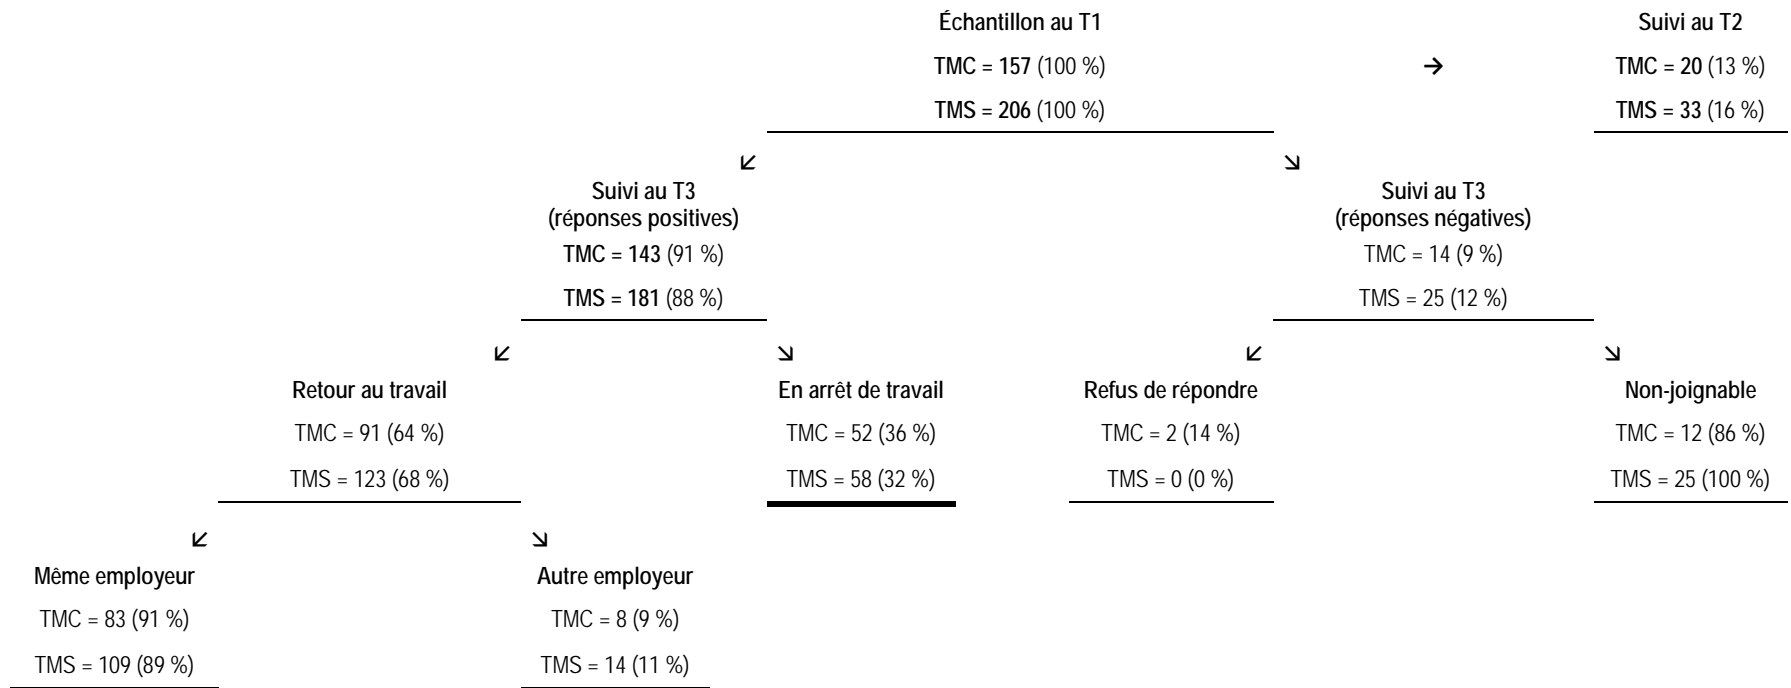 Échantillon au T1
TMC = 157 (100 %)
TMS = 206 (100 %)
→
Suivi au T2
TMC = 20 (13 %)
TMS = 33 (16 %)
↙
↘
Suivi au T3
(réponses positives)
TMC = 143 (91 %)
TMS = 181 (88 %)
Suivi au T3
(réponses négatives)
TMC = 14 (9 %)
TMS = 25 (12 %)
↙
↘
↙
↘
Retour au travail
TMC = 91 (64 %)
TMS = 123 (68 %)
En arrêt de travail
TMC = 52 (36 %)
TMS = 58 (32 %)
Refus de répondre
TMC = 2 (14 %)
TMS = 0 (0 %)
Non-joignable
TMC = 12 (86 %)
TMS = 25 (100 %)
↙
↘
Même employeur
TMC = 83 (91 %)
TMS = 109 (89 %)
Autre employeur
TMC = 8 (9 %)
TMS = 14 (11 %)